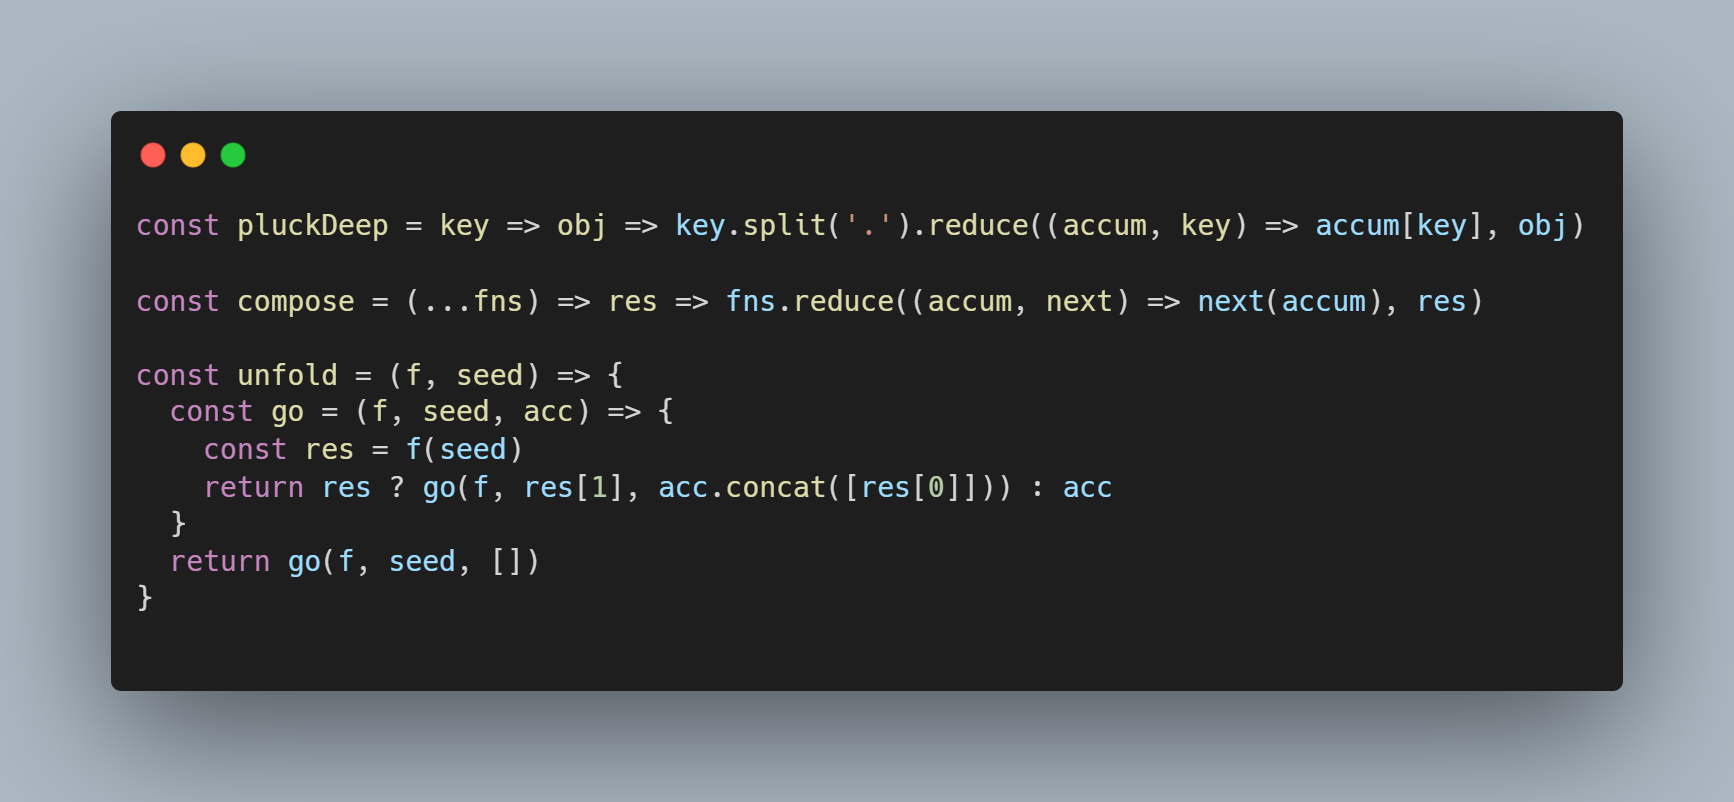 const pluckDeep = key => obj => key.split('.').reduce((accum, key) => accum[key], obj)

const compose = (...fns) => res => fns.reduce((accum, next) => next(accum), res)

const unfold = (f, seed) => {
  const go = (f, seed, acc) => {
    const res = f(seed)
    return res ? go(f, res[1], acc.concat([res[0]])) : acc
  }
  return go(f, seed, [])
}